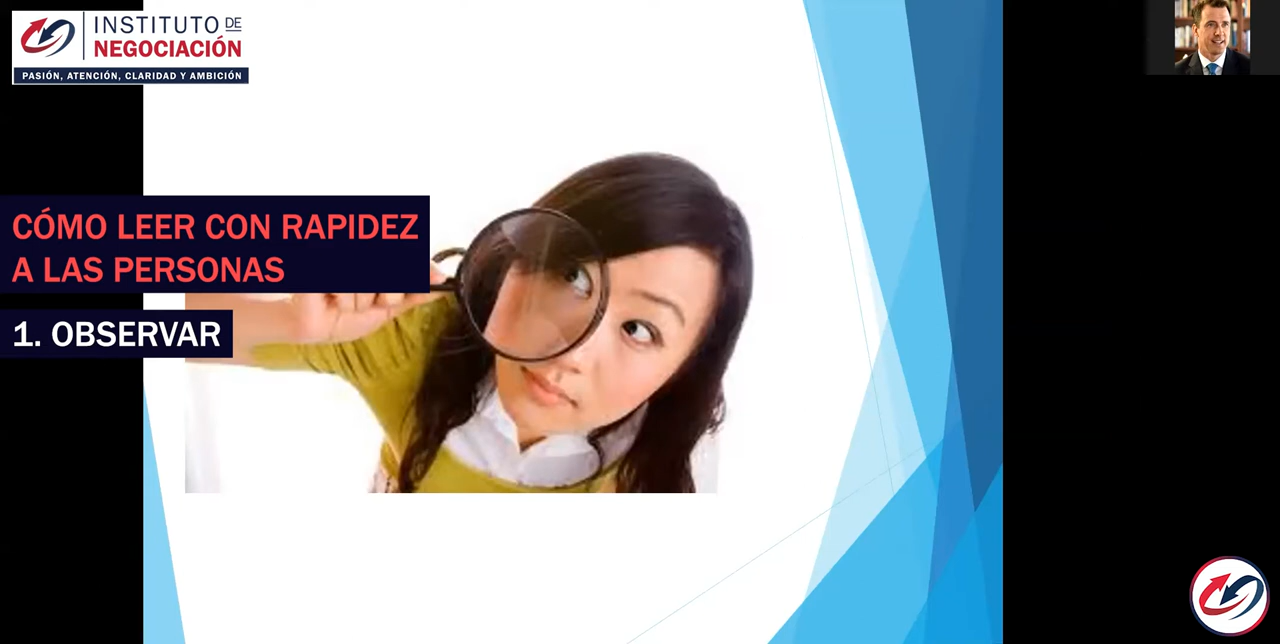 INSTITUTO DE
NEGOCIACIÓN
PASIÓN, ATENCIÓN, CLARIDAD Y AMBICIÓN
CÓMO LEER CON RAPIDEZ
A LAS PERSONAS
1. OBSERVAR